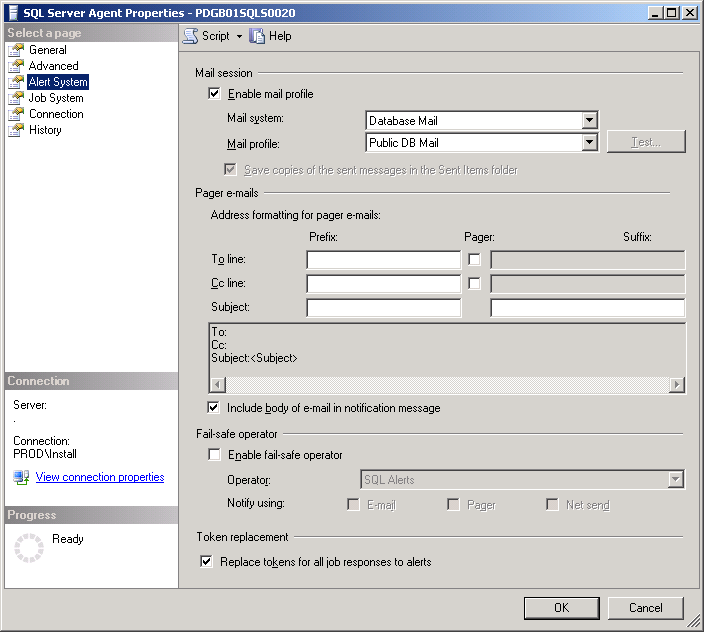 SQL Server Agent Properties - PDGB01SQLS0020
Select a page
General
Advanced
Alert System
Job System
Connection
History
Script
Help
Mail session
Enable mail profile
Mail system:
Database Mail
Mail profile:
Public DB Mail
Test...
Save copies of the sent messages in the Sent Items folder
Pager e-mails
Address formatting for pager e-mails:
Prefix: Pager: Suffix:
To line:
Cc line:
Subject:
To:
Cc:
Subject:<Subject>
Include body of e-mail in notification message
Fail-safe operator
Enable fail-safe operator
Operator:
SQL Alerts
Notify using:
E-mail
Pager
Net send
Token replacement
Replace tokens for all job responses to alerts
Connection
Server:
.
Connection:
PROD\Install
View connection properties
Progress
Ready
OK
Cancel